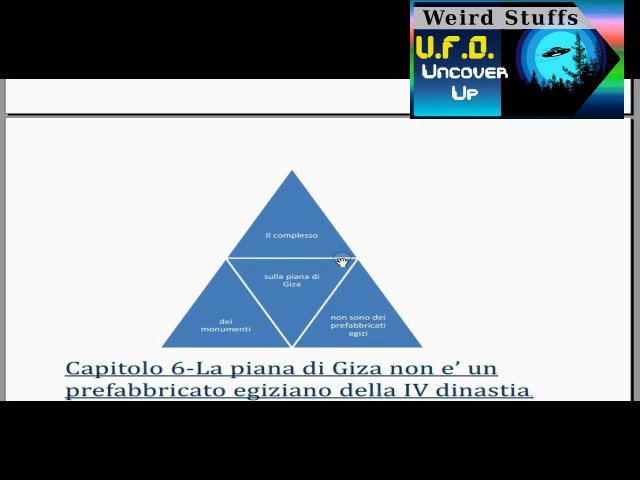 Weird Stuffs
U.F.O.
Uncover
Up
Il complesso
sulla piana di
Giza
dei
monumenti
non sono dei
prefabbricati
egizi
Capitolo 6-La piana di Giza non e’ un
prefabbricato egiziano della IV dinastia.